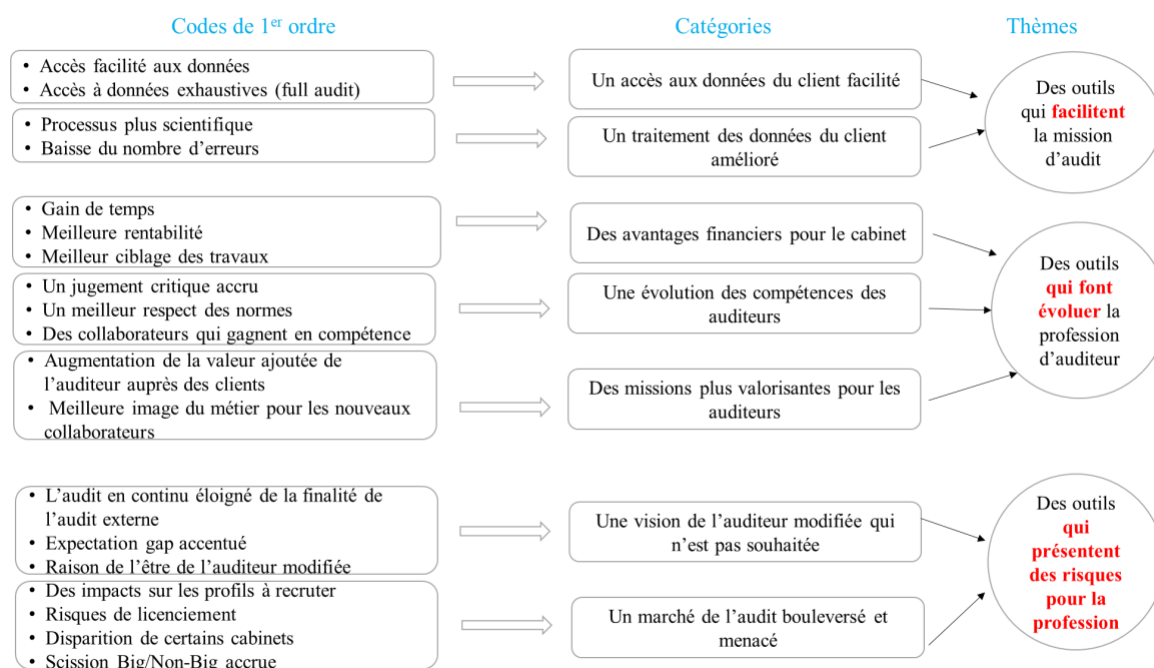 Codes de 1er ordre
Catégories
Thèmes
• Accès facilité aux données
• Accès à données exhaustives (full audit)
Un accès aux données du client facilité
• Processus plus scientifique
• Baisse du nombre d'erreurs
Un traitement des données du client
amélioré
Des outils
qui facilitent
la mission
d'audit
• Gain de temps
• Meilleure rentabilité
• Meilleur ciblage des travaux
Des avantages financiers pour le cabinet
• Un jugement critique accru
• Un meilleur respect des normes
• Des collaborateurs qui gagnent en compétence
Une évolution des compétences des
auditeurs
• Augmentation de la valeur ajoutée de
l'auditeur auprès des clients
• Meilleure image du métier pour les nouveaux
collaborateurs
Des missions plus valorisantes pour les
auditeurs
Des outils
qui font
évoluer la
profession
d'auditeur
• L'audit en continu éloigné de la finalité de
l'audit externe
• Expectation gap accentué
• Raison de l'être de l'auditeur modifiée
Une vision de l'auditeur modifiée qui
n'est pas souhaitée
• Des impacts sur les profils à recruter
• Risques de licenciement
• Disparition de certains cabinets
• Scission Big/Non-Big accrue
Un marché de l'audit bouleversé et
menacé
Des outils
qui
présentent
des risques
pour la
profession